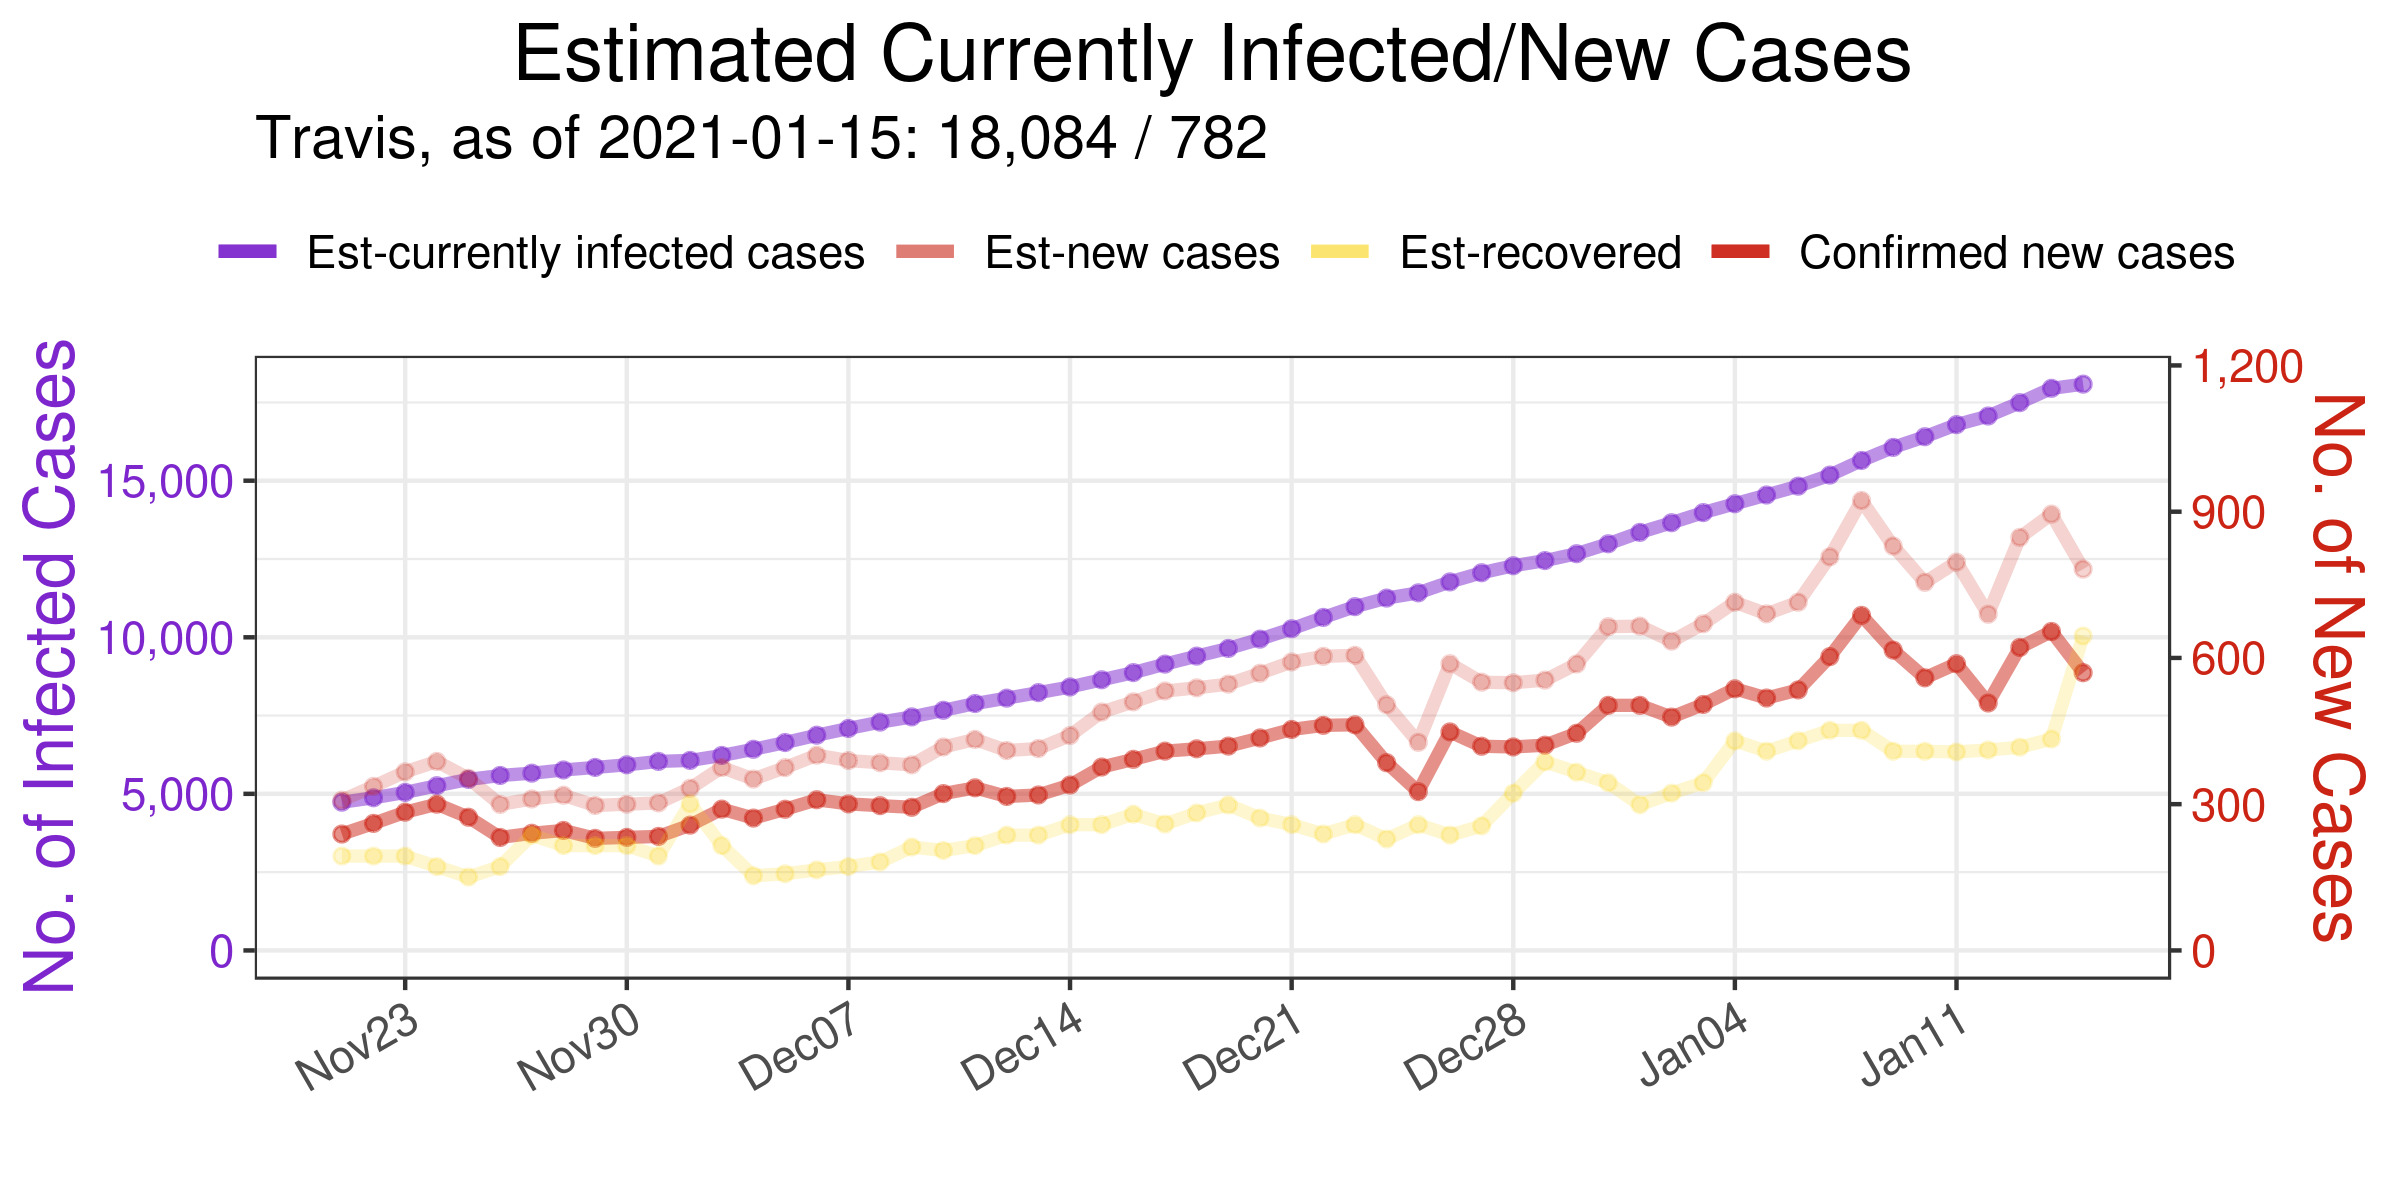 Estimated Currently Infected/New Cases
Travis, as of 2021-01-15: 18,084 / 782
Est-currently infected cases Est-new cases Est-recovered Confirmed new cases
No. of Infected Cases
15,000
10,000
5,000
0
1,200
900
600
300
0
No. of New Cases
Nov23 Nov30 Dec07 Dec14 Dec21 Dec28 Jan04 Jan11